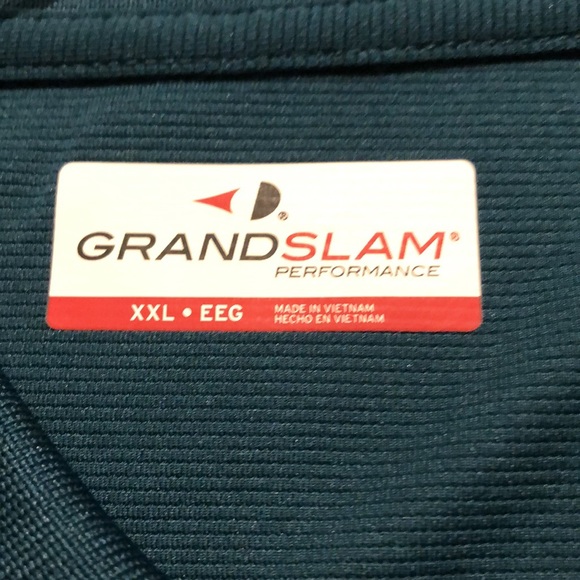 GRANDSLAM®
PERFORMANCE
XXL • EEG
MADE IN VIETNAM
HECHO EN VIETNAM